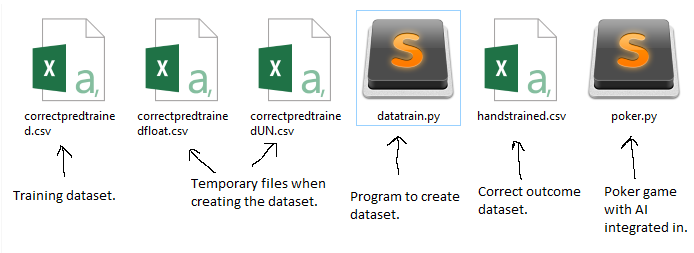 X a,
X a,
X a,
S
X a,
S
correctpredtraine
d.csv
correctpredtraine
dfloat.csv
correctpredtraine
dUN.csv
datatrain.py
handstrained.csv
poker.py
Training dataset.
Temporary files when
creating the dataset.
Program to create
dataset.
Correct outcome
dataset.
Poker game
with AI
integrated in.